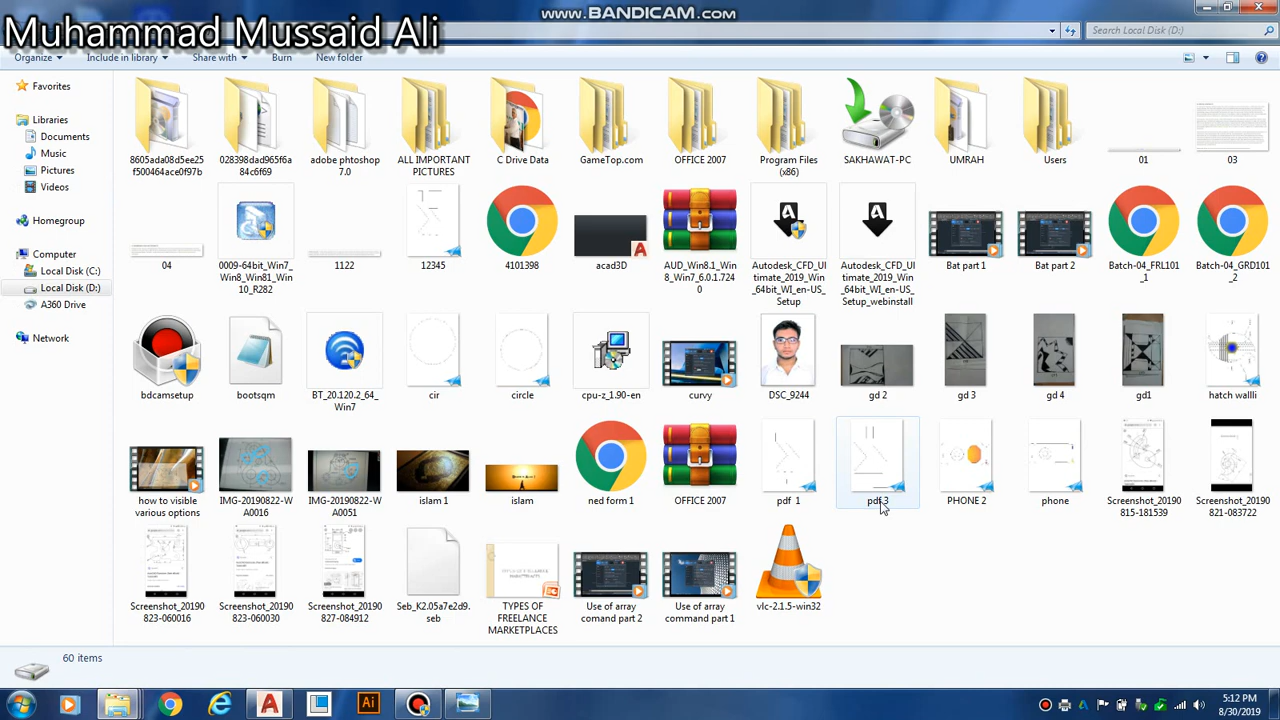 www.BANDICAM.com
Muhammad Mussaid Ali
Search Local Disk (D:)
Organize Include in library Share with Burn New folder
Favorites
Libraries
Documents
Music
Pictures
Videos
Homegroup
Computer
Local Disk (C:)
Local Disk (D:)
A360 Drive
Network
8605ada08d5ee25
f500464ace0f97b
028398dad965f6a
84c6f69
adobe phtoshop
7.0
ALL IMPORTANT
PICTURES
C Drive Data
GameTop.com
OFFICE 2007
Program Files
(x86)
SAKHAWAT-PC
UMRAH
Users
01
03
04
0009-64bit_Win7_
Win8_Win81_Win
10_R282
1122
12345
4101398
acad3D
AUD_Win8.1_Win
8_Win7_6.0.1.724
0
Autodesk_CFD_Ul
timate_2019_Win
_64bit_WI_en-US_
Setup
Autodesk_CFD_Ul
timate_2019_Win
_64bit_WI_en-US_
Setup_webinstall
Bat part 1
Bat part 2
Batch-04_FRL101
_1
Batch-04_GRD101
_2
bdcamsetup
bootsqm
BT_20.120.2_64_
Win7
cir
circle
cpu-z_1.90-en
curvy
DSC_9244
gd 2
gd 3
gd 4
gd1
hatch wallli
how to visible
various options
IMG-20190822-W
A0016
IMG-20190822-W
A0051
islam 1
islam
ned form 1
OFFICE 2007
pdf 1
pdf 3
PHONE 2
phone
Screenshot_20190
815-181539
Screenshot_20190
821-083722
Screenshot_20190
823-060016
Screenshot_20190
823-060030
Screenshot_20190
827-084912
Seb_K2.05a7e2d9.
seb
TYPES OF
FREELANCE
MARKETPLACES
Use of array
comand part 2
Use of array
command part 1
vlc-2.1.5-win32
60 items
5:12 PM
8/30/2019